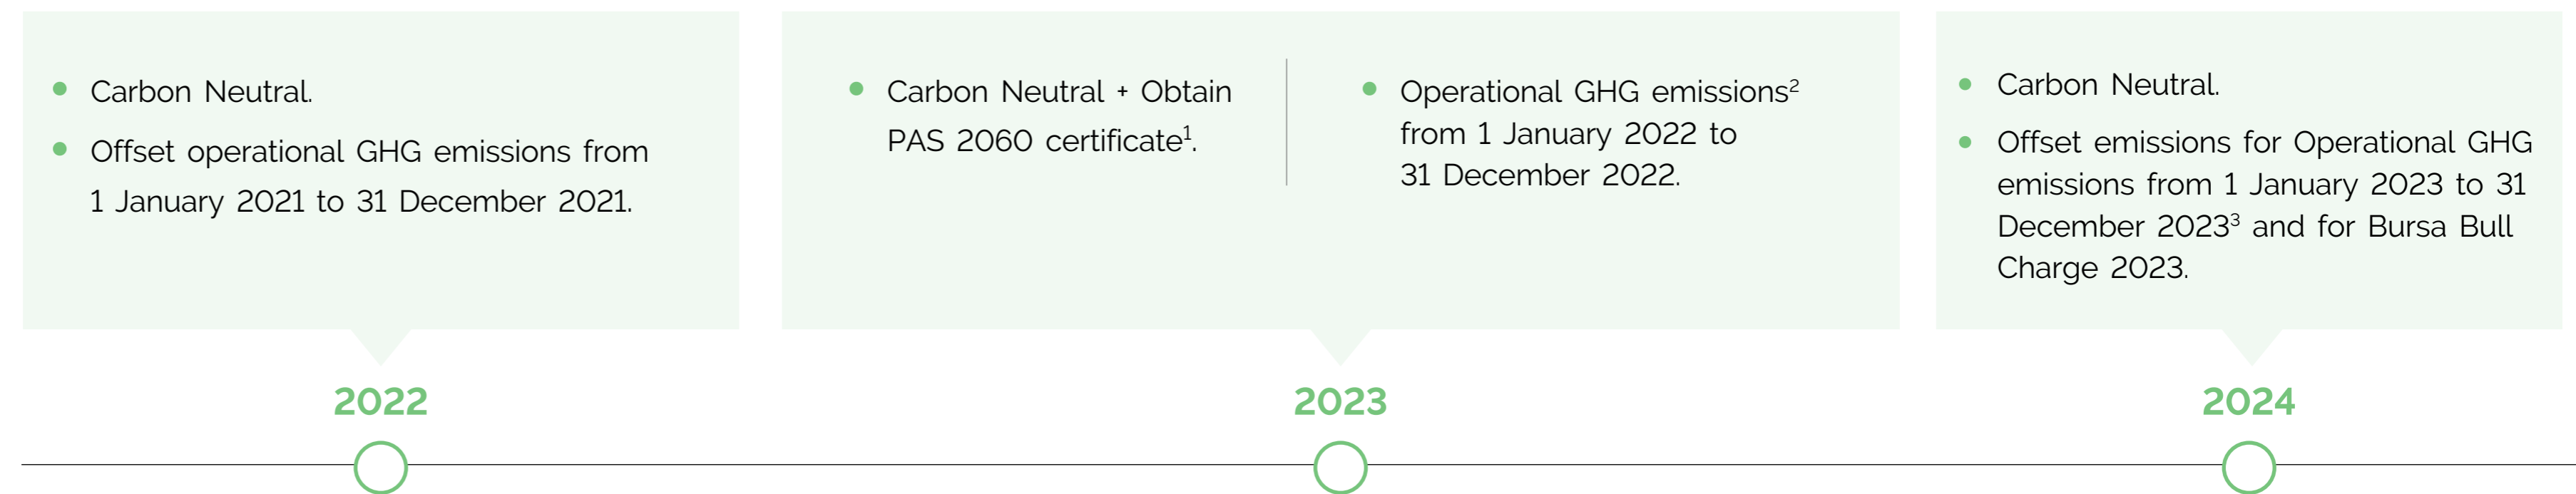 Carbon Neutral.
Offset operational GHG emissions from
1 January 2021 to 31 December 2021.
Carbon Neutral + Obtain
PAS 2060 certificate1.
Operational GHG emissions2
from 1 January 2022 to
31 December 2022.
Carbon Neutral.
Offset emissions for Operational GHG
emissions from 1 January 2023 to 31
December 20233 and for Bursa Bull
Charge 2023.
2022
2023
2024